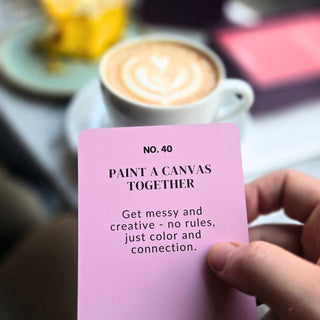 NO. 40
PAINT A CANVAS
TOGETHER
Get messy and
creative - no rules,
just color and
connection.